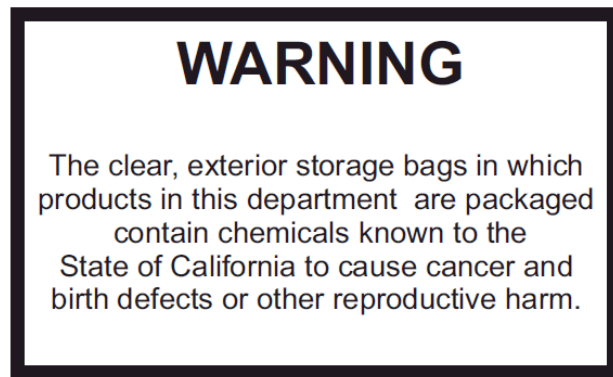 WARNING
The clear, exterior storage bags in which
products in this department are packaged
contain chemicals known to the
State of California to cause cancer and
birth defects or other reproductive harm.